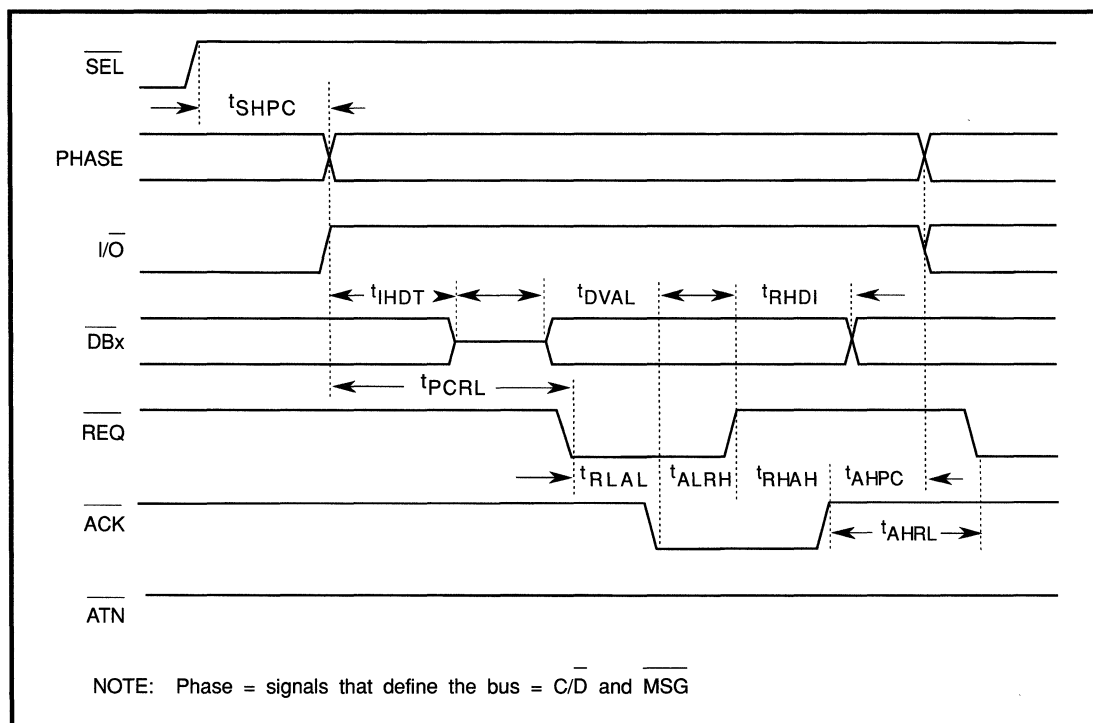 SEL
tSHPC
PHASE
I/O
tIHDT tDVAL tRHDI
DBx
tPCRL
REQ
tRLAL tALRH tRHAH tAHPC
ACK
tAHRL
ATN
NOTE: Phase = signals that define the bus = C/D and MSG